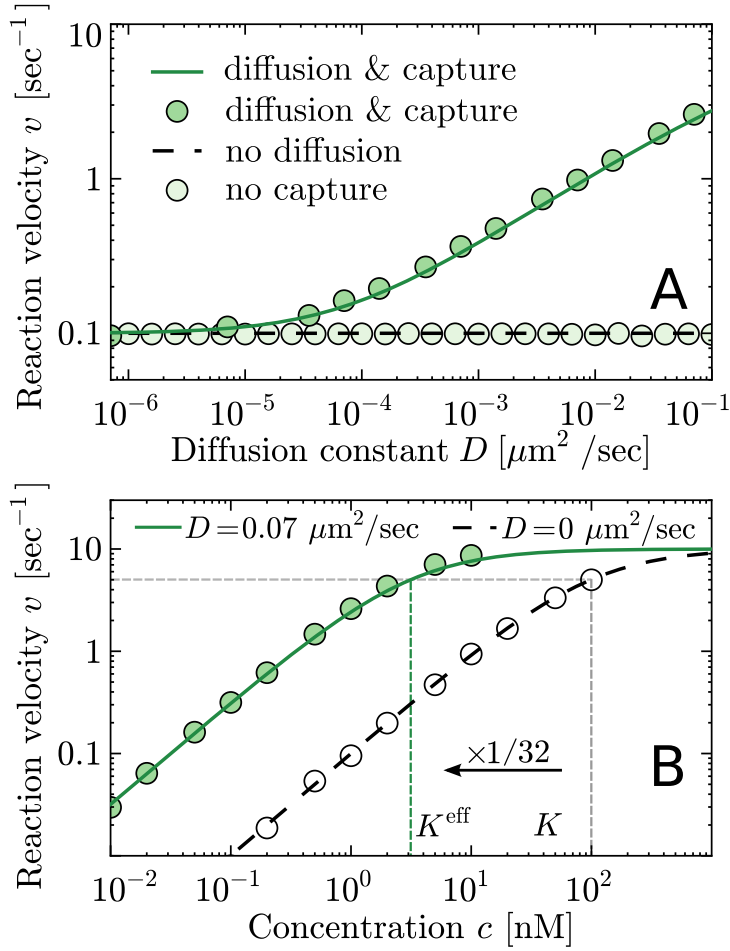 Reaction velocity v [sec⁻¹]
10
1
0.1
diffusion & capture
diffusion & capture
no diffusion
no capture
A
10⁻⁶ 10⁻⁵ 10⁻⁴ 10⁻³ 10⁻² 10⁻¹
Diffusion constant D [μm² /sec]
Reaction velocity v [sec⁻¹]
D=0.07 μm²/sec D=0 μm²/sec
10
1
0.1
×1/32
B
Kᵉᶠᶠ K
10⁻² 10⁻¹ 10⁰ 10¹ 10²
Concentration c [nM]